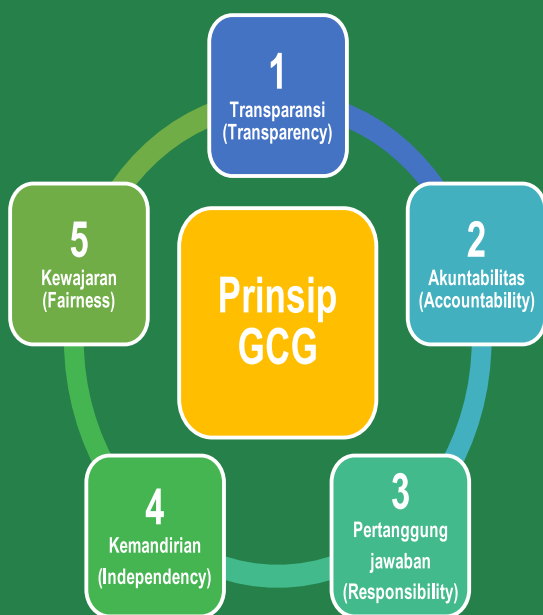 1
Transparansi
(Transparency)
2
Akuntabilitas
(Accountability)
3
Pertanggung
jawaban
(Responsibility)
4
Kemandirian
(Independency)
5
Kewajaran
(Fairness)
Prinsip
GCG